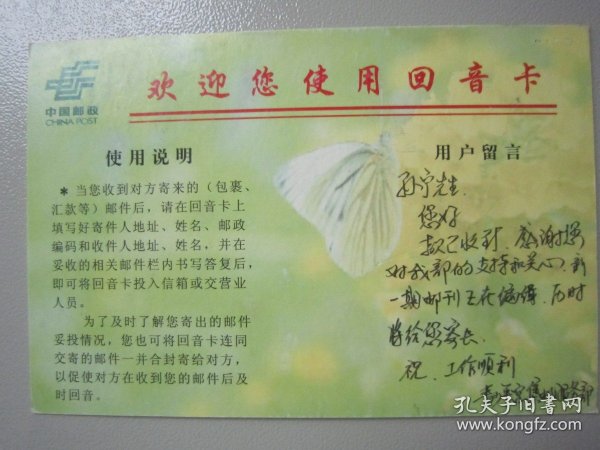 中国邮政
CHINA POST
欢迎您使用回音卡
使用说明
＊当您收到对方寄来的（包裹、
汇款等）邮件后，请在回音卡上
填写好寄件人地址、姓名、邮政
编码和收件人地址、姓名，并在
妥收的相关邮件栏内书写答复后，
即可将回音卡投入信箱或交营业
人员。
为了及时了解您寄出的邮件
妥投情况，您也可将回音卡连同
交寄的邮件一并合封寄给对方，
以促使对方在收到您的邮件后及
时回音。
用户留言
孙宁先生：
您好
款已收到，感谢您
对我部的支持和关心，新
一期邮刊正在编辑，历时
将给您寄去。
祝：工作顺利
孔夫子旧书网
www.kongfz.com